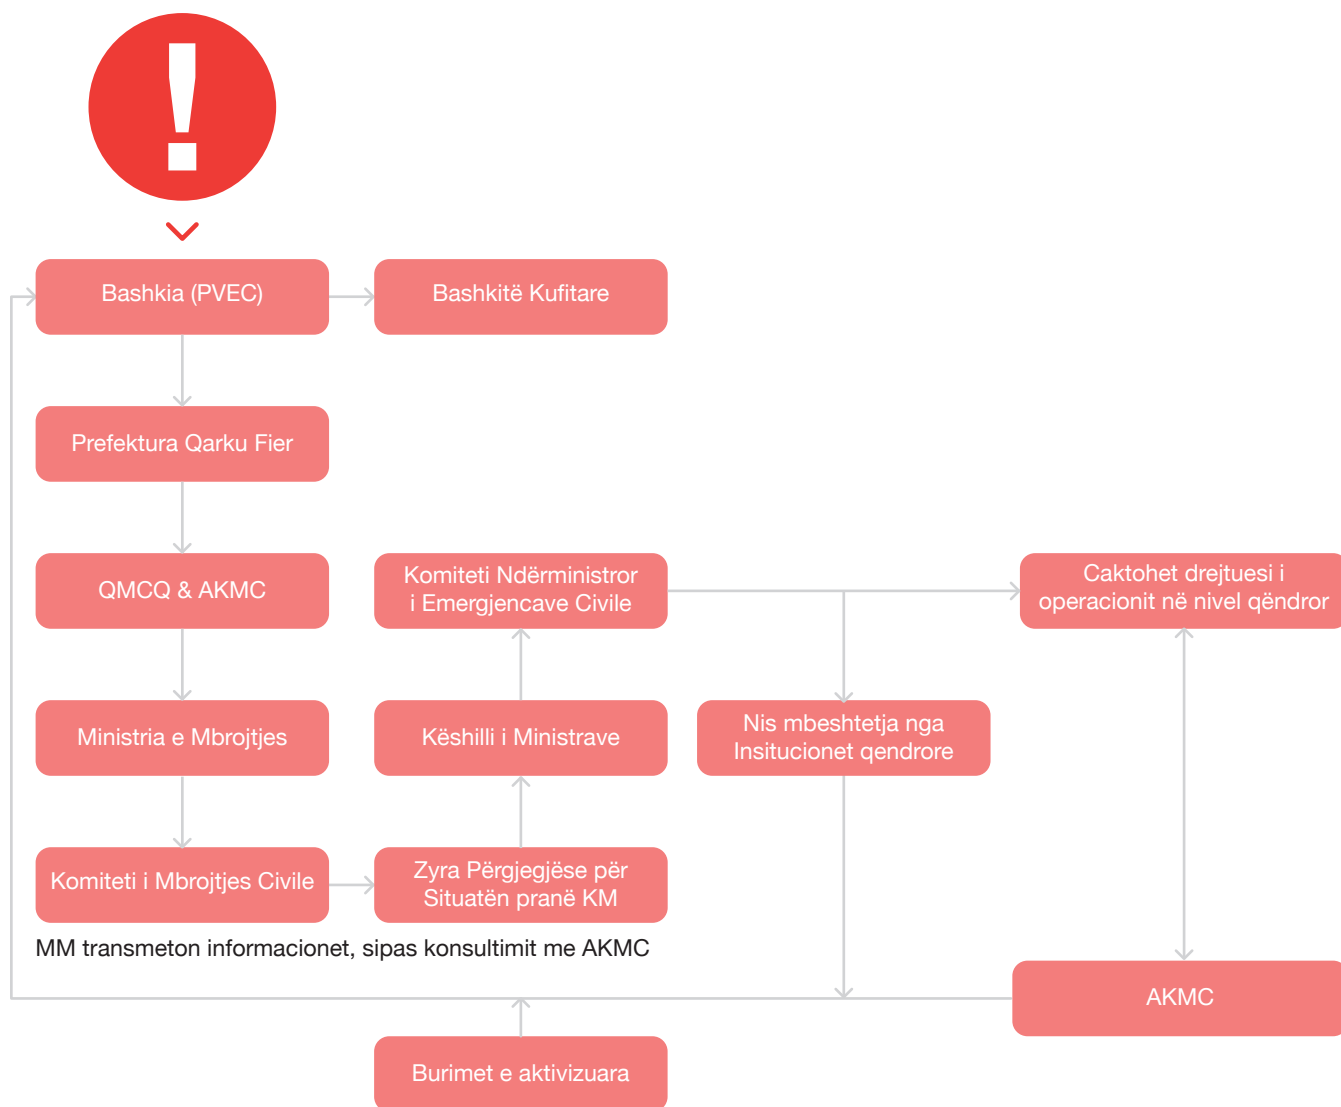 !
Bashkia (PVEC)
Bashkitë Kufitare
Prefektura Qarku Fier
QMCQ & AKMC
Komiteti Ndërministror
i Emergjencave Civile
Caktohet drejtuesi i
operacionit në nivel qëndror
Ministria e Mbrojtjes
Këshilli i Ministrave
Nis mbeshtetja nga
Insitucionet qendrore
Komiteti i Mbrojtjes Civile
Zyra Përgjegjëse për
Situatën pranë KM
MM transmeton informacionet, sipas konsultimit me AKMC
AKMC
Burimet e aktivizuara